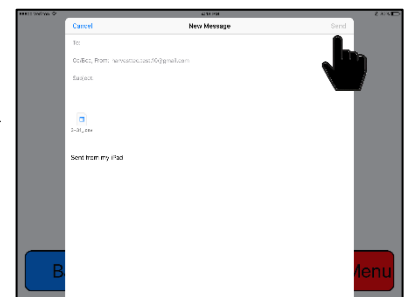 Cancel New Message Send
To:
Cc/Bcc, From:
Subject:
Sent from my iPad
B Menu